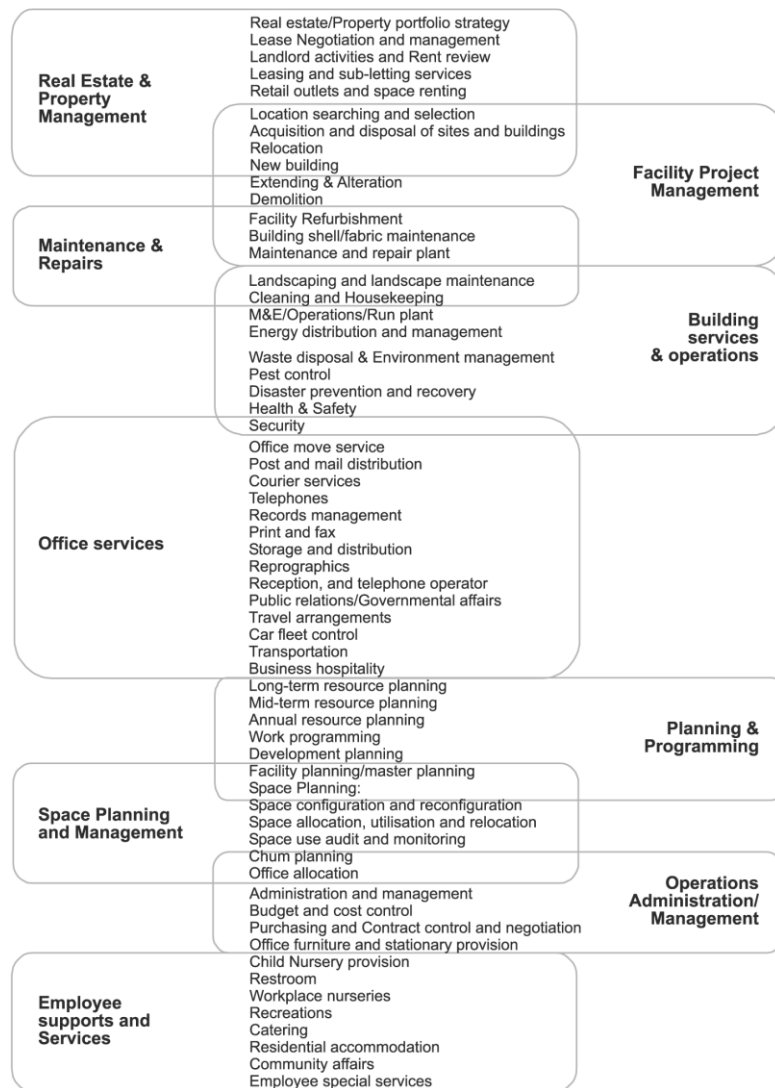 Real estate/Property portfolio strategy
Lease Negotiation and management
Landlord activities and Rent review
Leasing and sub-letting services
Retail outlets and space renting
Real Estate &
Property
Management
Location searching and selection
Acquisition and disposal of sites and buildings
Relocation
New building
Extending & Alteration
Demolition
Facility Project
Management
Facility Refurbishment
Building shell/fabric maintenance
Maintenance and repair plant
Maintenance &
Repairs
Landscaping and landscape maintenance
Cleaning and Housekeeping
M&E/Operations/Run plant
Energy distribution and management
Waste disposal & Environment management
Pest control
Disaster prevention and recovery
Health & Safety
Security
Building
services
& operations
Office move service
Post and mail distribution
Courier services
Telephones
Records management
Print and fax
Storage and distribution
Reprographics
Reception, and telephone operator
Public relations/Governmental affairs
Travel arrangements
Car fleet control
Transportation
Business hospitality
Office services
Long-term resource planning
Mid-term resource planning
Annual resource planning
Work programming
Development planning
Planning &
Programming
Facility planning/master planning
Space Planning:
Space configuration and reconfiguration
Space allocation, utilisation and relocation
Space use audit and monitoring
Chum planning
Office allocation
Space Planning
and Management
Administration and management
Budget and cost control
Purchasing and Contract control and negotiation
Office furniture and stationary provision
Operations
Administration/
Management
Child Nursery provision
Restroom
Workplace nurseries
Recreations
Catering
Residential accommodation
Community affairs
Employee special services
Employee
supports and
Services